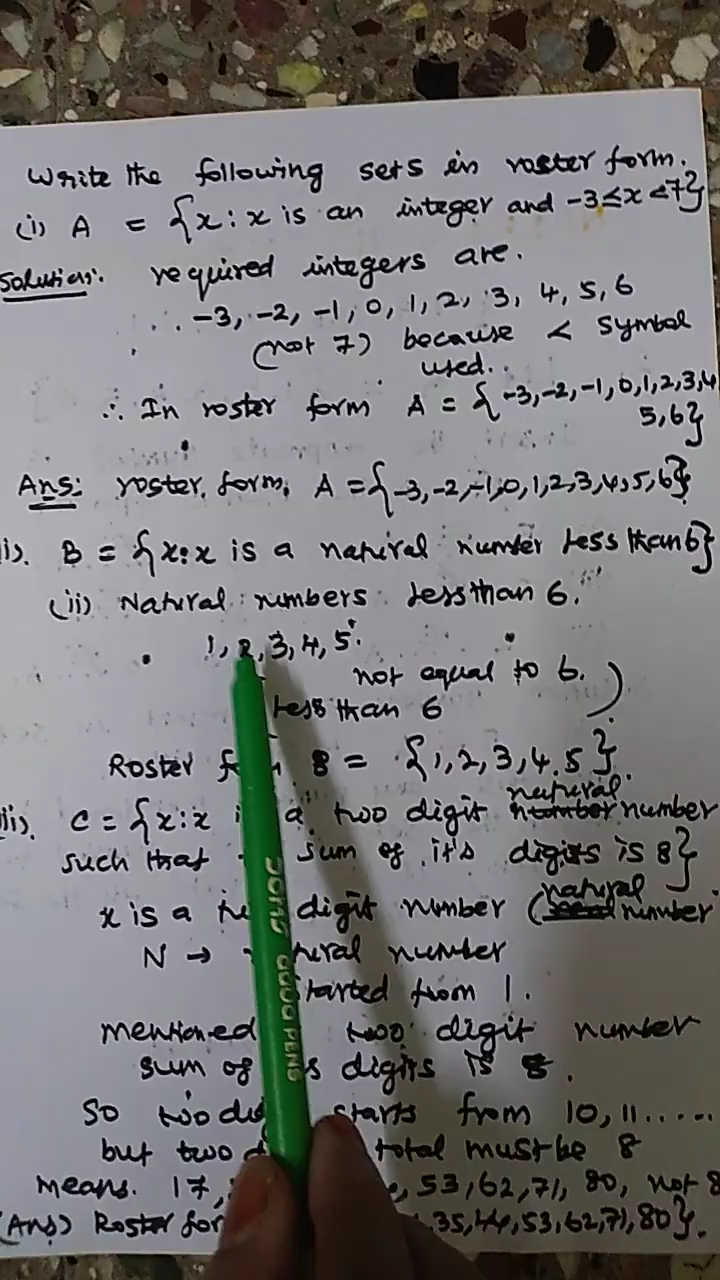 Write the following sets in roster form.
(i) A = {x : x is an integer and -3 ≤ x < 7}
Solution: required integers are.
-3, -2, -1, 0, 1, 2, 3, 4, 5, 6
(not 7) because < symbol
used..
∴ In roster form A = {-3, -2, -1, 0, 1, 2, 3, 4
5, 6}
Ans: roster form, A = {-3, -2, -1, 0, 1, 2, 3, 4, 5, 6}
ii). B = {x : x is a natural number less than 6}
(ii) Natural numbers less than 6.
1, 2, 3, 4, 5.
not equal to 6. )
less than 6
Roster B = {1, 2, 3, 4, 5}
natural
iii). C = {x : x a two digit number number
such that sum of it's digits is 8}
natural
x is a digit number ( number
N → number
started from 1.
mentioned two digit number
sum of digits is 8.
So two starts from 10, 11.....
but two total must be 8
means. 17, 53, 62, 71, 80, not 8
(Ans) Roster 35, 44, 53, 62, 71, 80}.
DOMS GOOD PENS